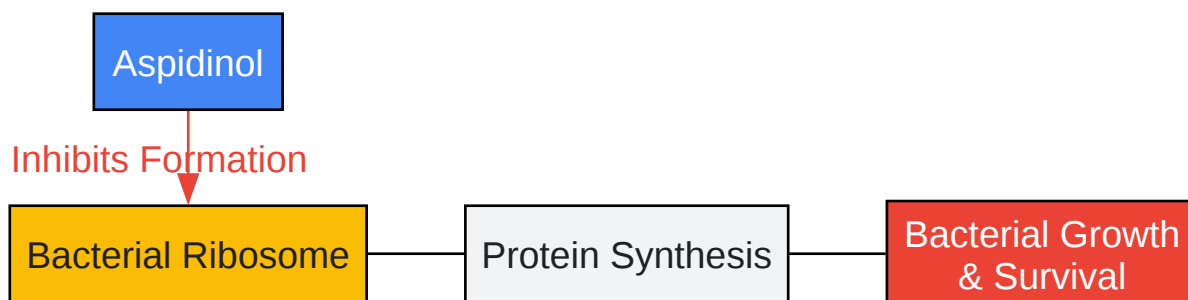 Aspidinol
Inhibits Formation
Bacterial Ribosome
Protein Synthesis
Bacterial Growth
& Survival